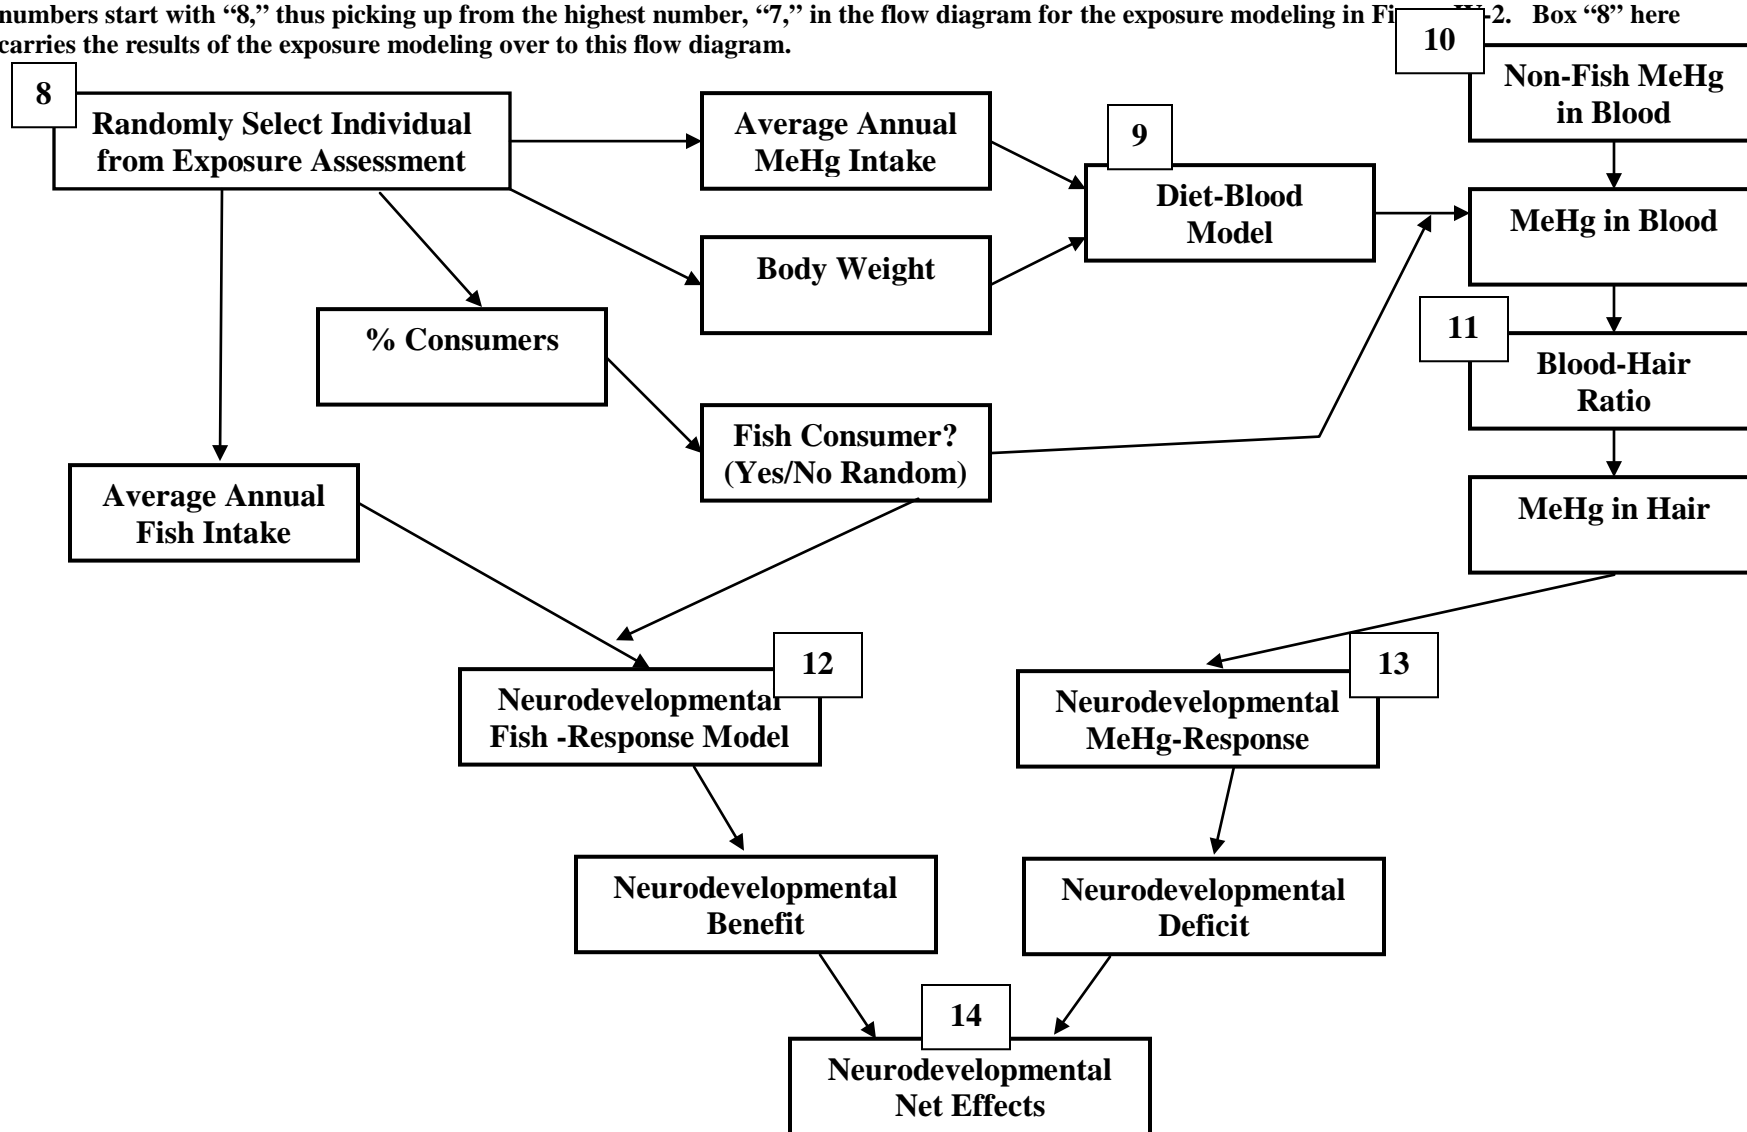 numbers start with “8,” thus picking up from the highest number, “7,” in the flow diagram for the exposure modeling in -2.   Box “8” here
carries the results of the exposure modeling over to this flow diagram.
10
Non-Fish MeHg
in Blood
8
Randomly Select Individual
from Exposure Assessment
Average Annual
MeHg Intake
9
Diet-Blood
Model
MeHg in Blood
Body Weight
% Consumers
11
Blood-Hair
Ratio
Fish Consumer?
(Yes/No Random)
Average Annual
Fish Intake
MeHg in Hair
12
Neurodevelopmental
Fish -Response Model
13
Neurodevelopmental
MeHg-Response
Neurodevelopmental
Benefit
Neurodevelopmental
Deficit
14
Neurodevelopmental
Net Effects